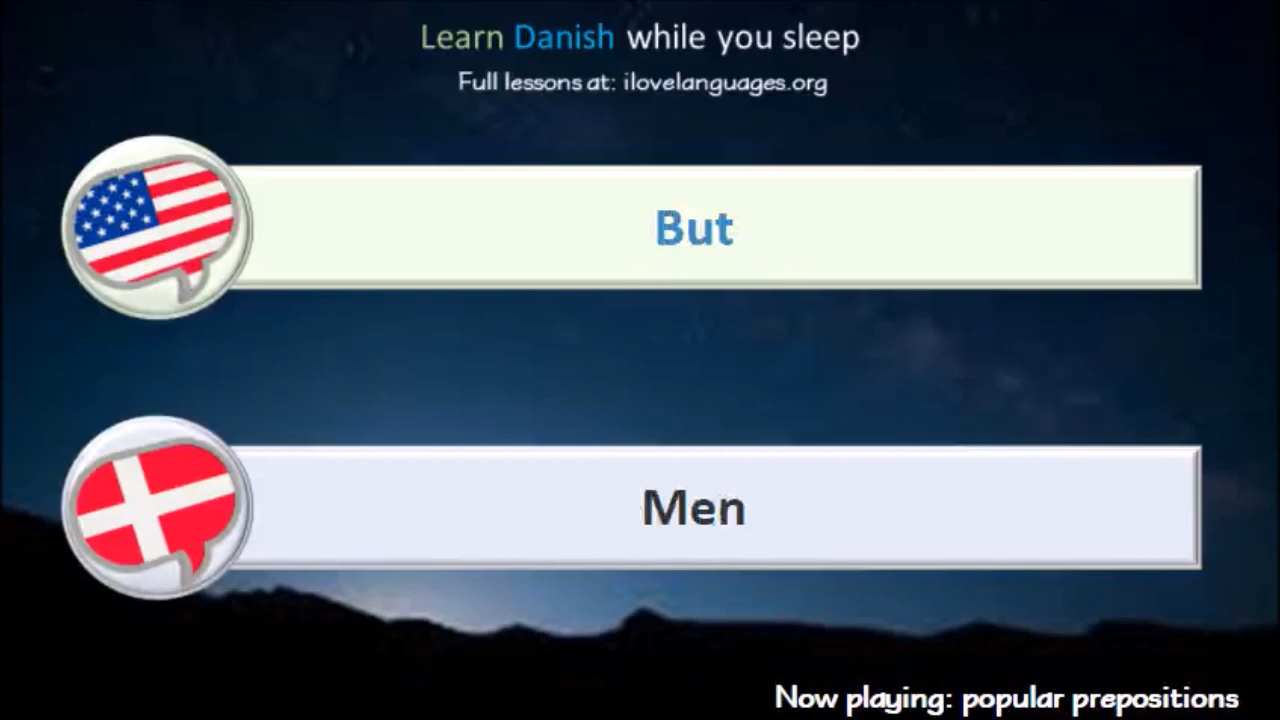 Learn Danish while you sleep
Full lessons at: ilovelanguages.org
But
Men
Now playing: popular prepositions